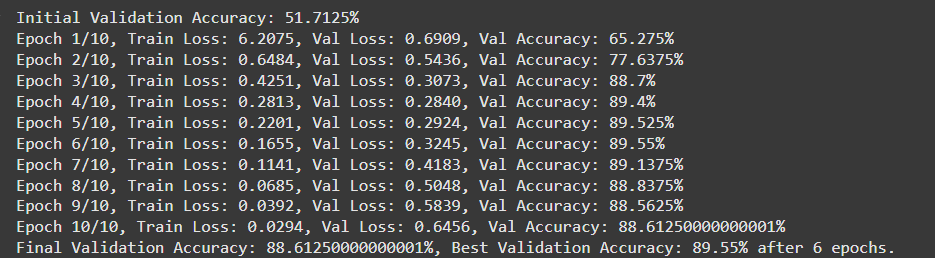 Initial Validation Accuracy: 51.7125%
Epoch 1/10, Train Loss: 6.2075, Val Loss: 0.6909, Val Accuracy: 65.275%
Epoch 2/10, Train Loss: 0.6484, Val Loss: 0.5436, Val Accuracy: 77.6375%
Epoch 3/10, Train Loss: 0.4251, Val Loss: 0.3073, Val Accuracy: 88.7%
Epoch 4/10, Train Loss: 0.2813, Val Loss: 0.2840, Val Accuracy: 89.4%
Epoch 5/10, Train Loss: 0.2201, Val Loss: 0.2924, Val Accuracy: 89.525%
Epoch 6/10, Train Loss: 0.1655, Val Loss: 0.3245, Val Accuracy: 89.55%
Epoch 7/10, Train Loss: 0.1141, Val Loss: 0.4183, Val Accuracy: 89.1375%
Epoch 8/10, Train Loss: 0.0685, Val Loss: 0.5048, Val Accuracy: 88.8375%
Epoch 9/10, Train Loss: 0.0392, Val Loss: 0.5839, Val Accuracy: 88.5625%
Epoch 10/10, Train Loss: 0.0294, Val Loss: 0.6456, Val Accuracy: 88.61250000000001%
Final Validation Accuracy: 88.61250000000001%, Best Validation Accuracy: 89.55% after 6 epochs.